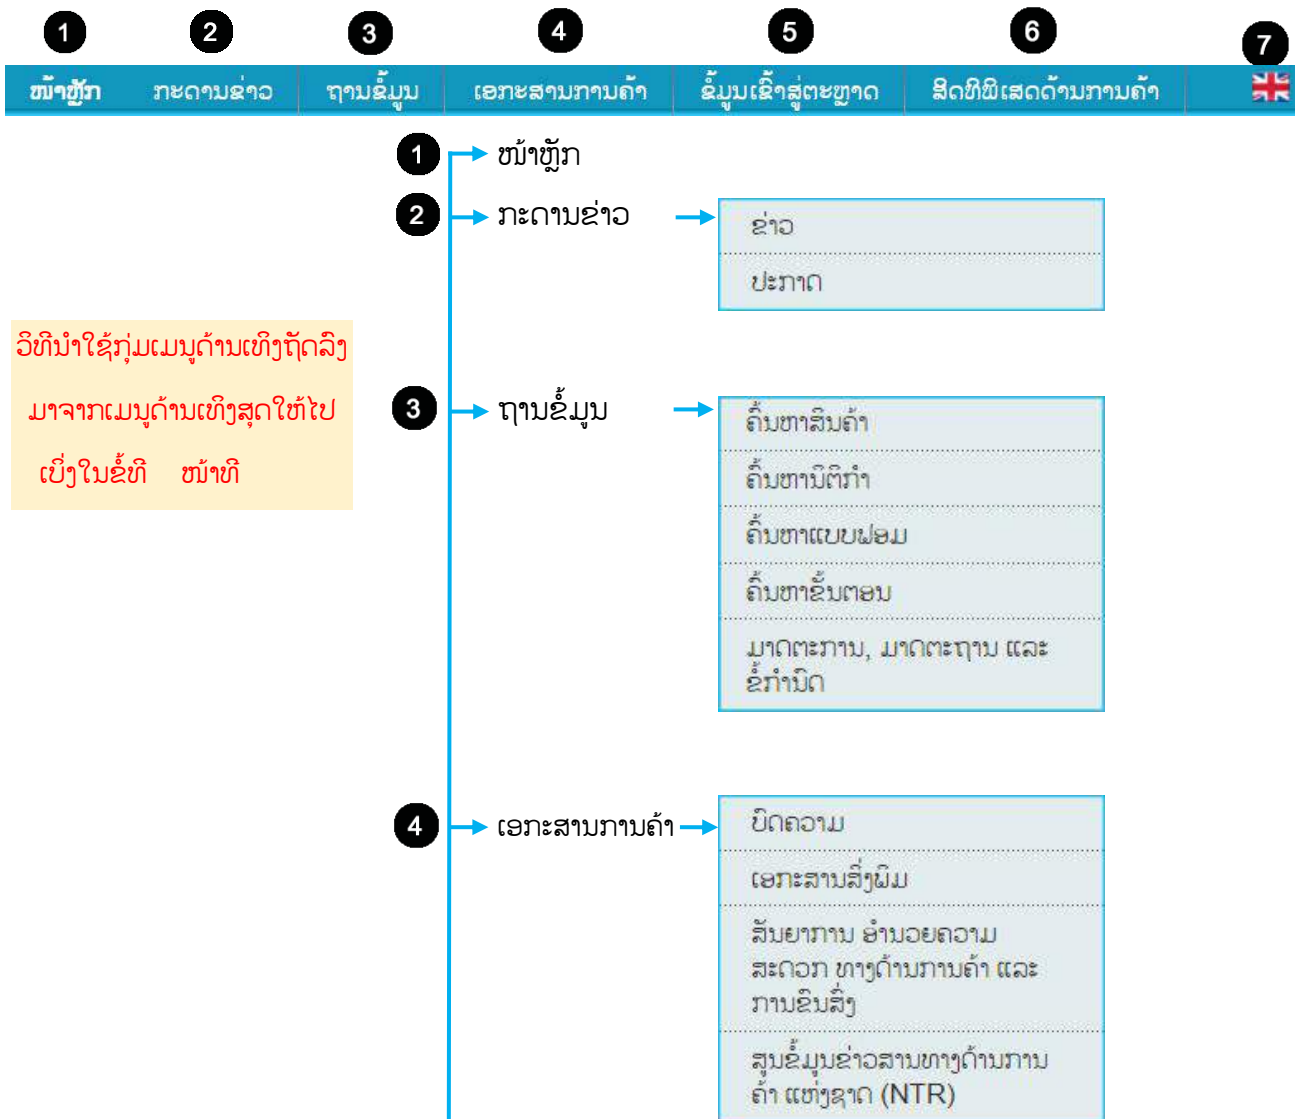 1 2 3 4 5 6 7
ໜ້າຫຼັກ ກະດານຂ່າວ ຖານຂໍ້ມູນ ເອກະສານການຄ້າ ຂໍ້ມູນເຂົ້າສູ່ຕະຫຼາດ ສິດທິພິເສດດ້ານການຄ້າ
1 ໜ້າຫຼັກ
2 ກະດານຂ່າວ
ຂ່າວ
ປະກາດ
ວິທີນຳໃຊ້ກຸ່ມເມນູດ້ານເທິງຖັດລົງ
ມາຈາກເມນູດ້ານເທິງສຸດໃຫ້ໄປ
ເບິ່ງໃນຂໍ້ທີ ໜ້າທີ
3 ຖານຂໍ້ມູນ
ຄົ້ນຫາສິນຄ້າ
ຄົ້ນຫານິຕິກຳ
ຄົ້ນຫາແບບຟອມ
ຄົ້ນຫາຂັ້ນຕອນ
ມາດຕະການ, ມາດຕະຖານ ແລະ
ຂໍ້ກຳນົດ
4 ເອກະສານການຄ້າ
ບົດຄວາມ
ເອກະສານສິ່ງພິມ
ສັນຍາການ ອຳນວຍຄວາມ
ສະດວກ ທາງດ້ານການຄ້າ ແລະ
ການຂົນສົ່ງ
ສູນຂໍ້ມູນຂ່າວສານທາງດ້ານການ
ຄ້າ ແຫ່ງຊາດ (NTR)